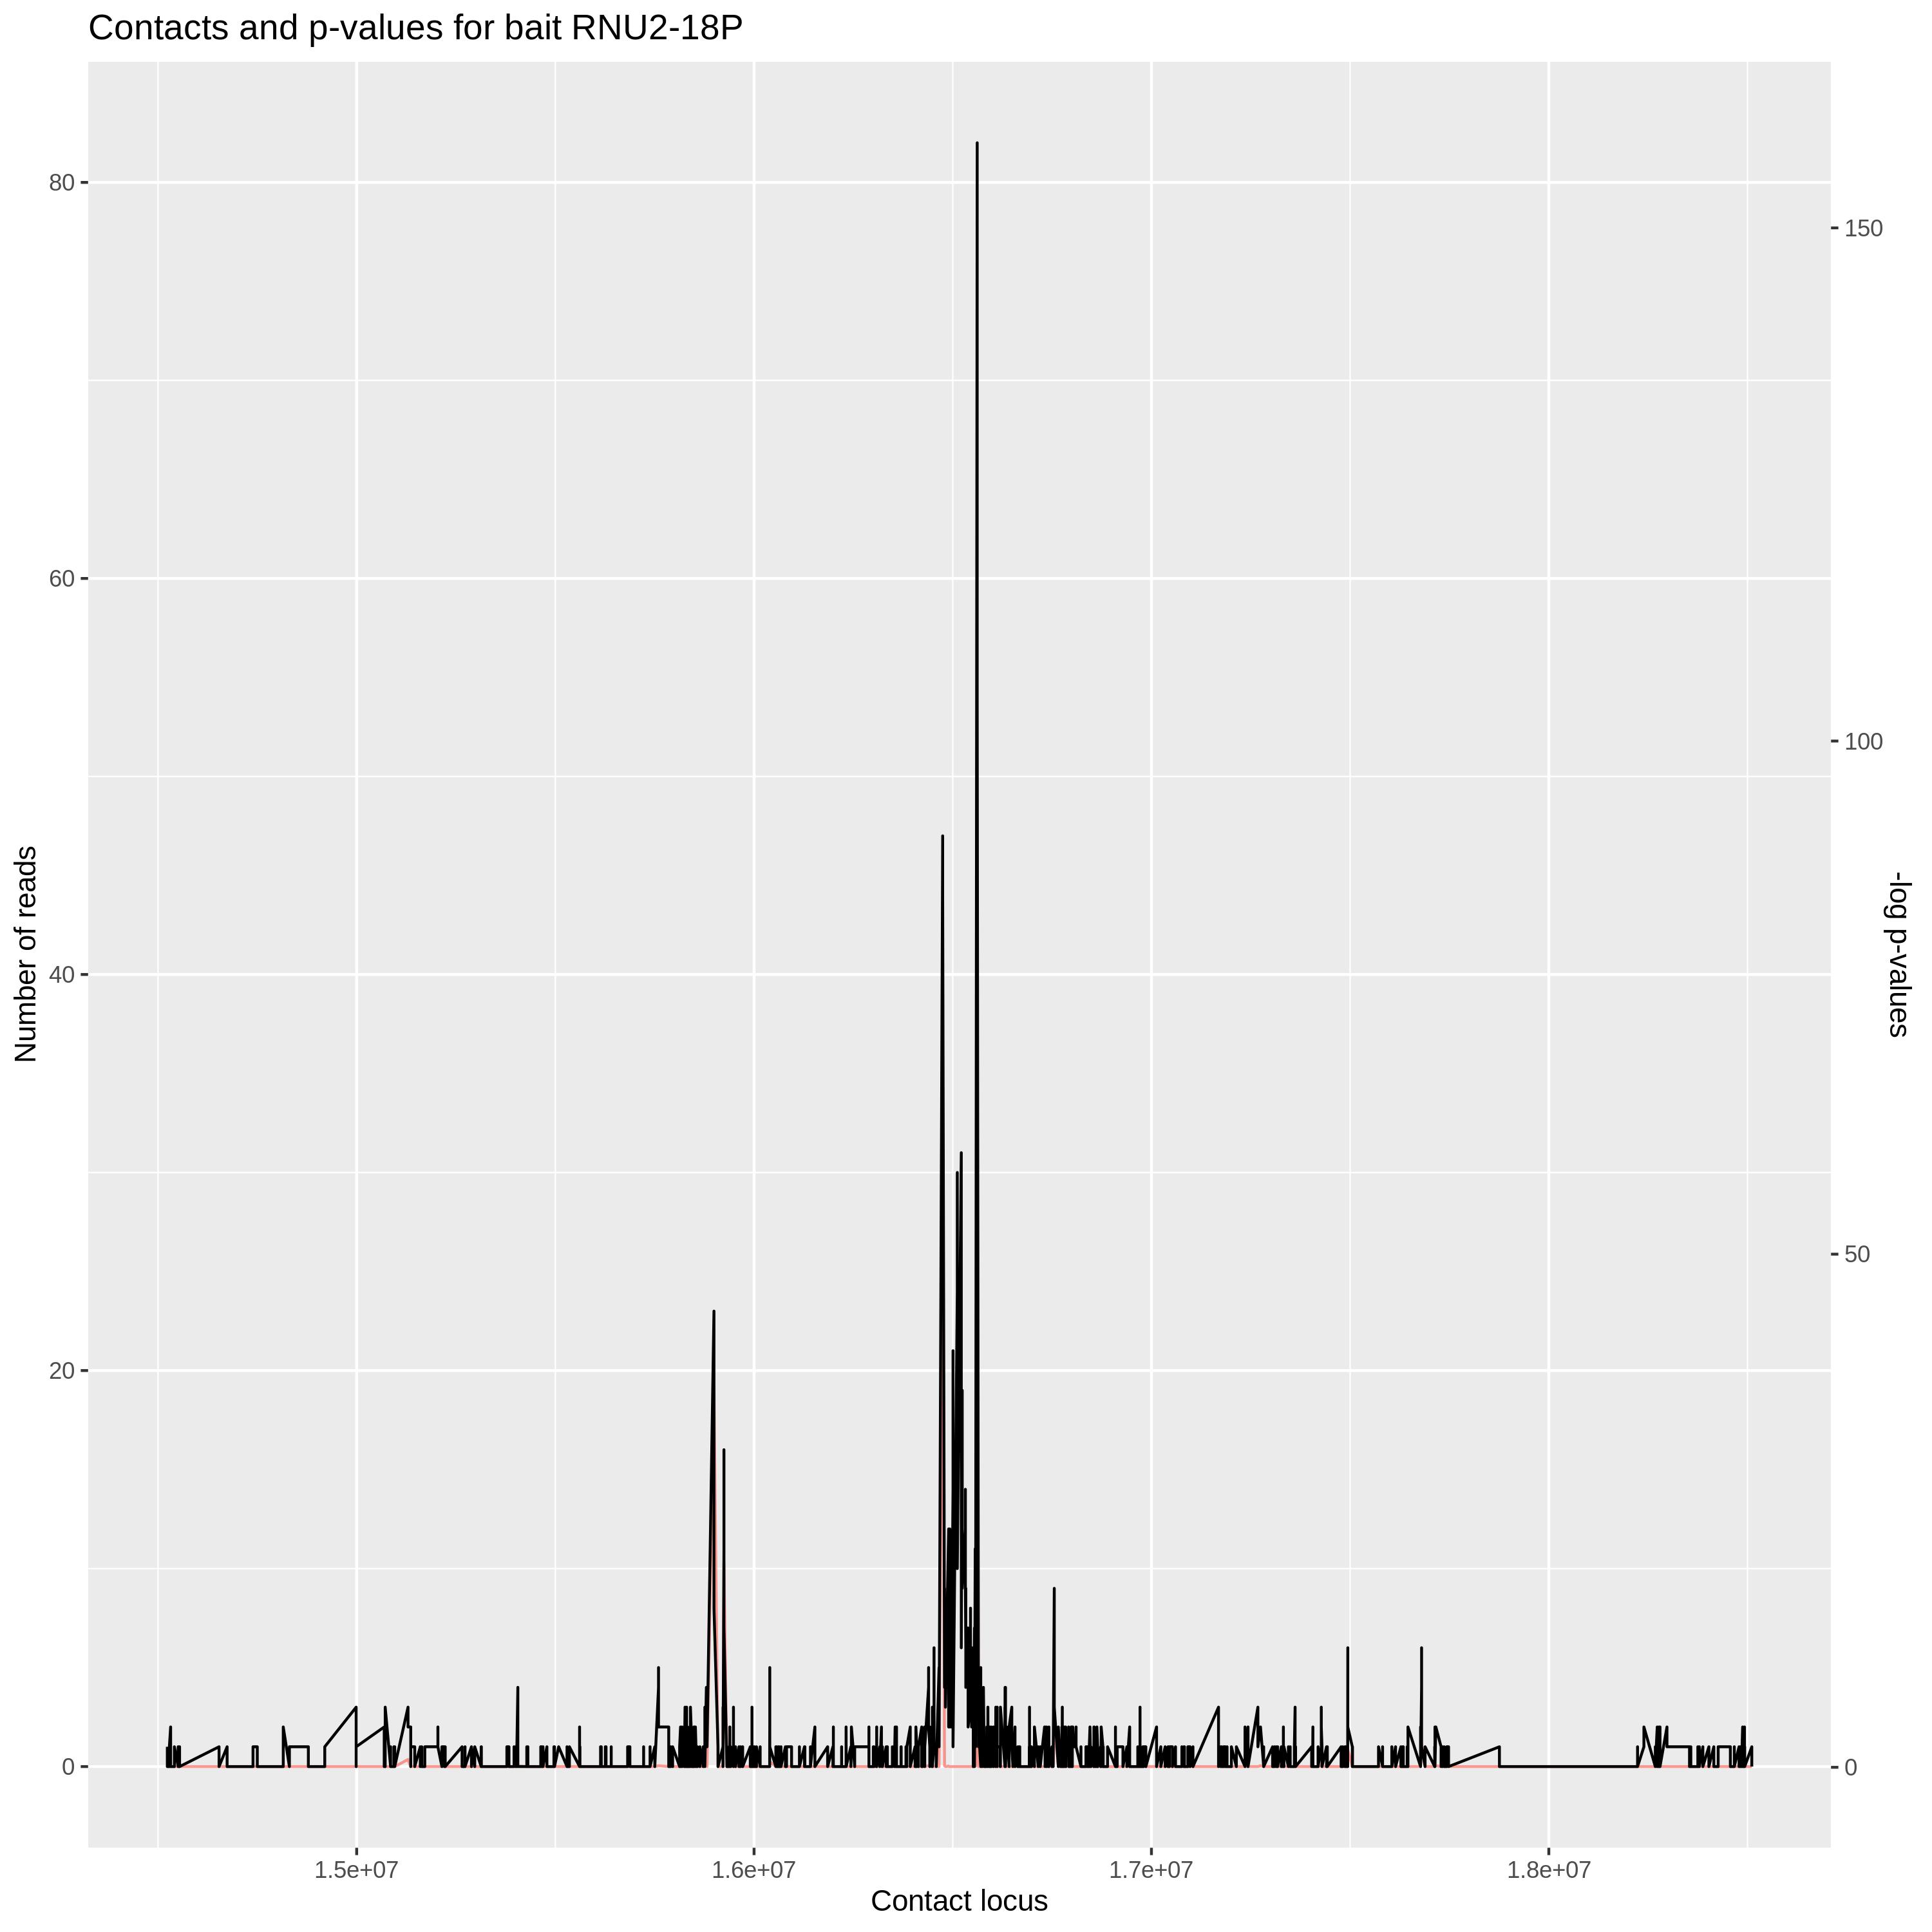 Contacts and p-values for bait RNU2-18P
80
60
40
20
0
150
100
50
0
Number of reads
-log p-values
1.5e+07
1.6e+07
1.7e+07
1.8e+07
Contact locus